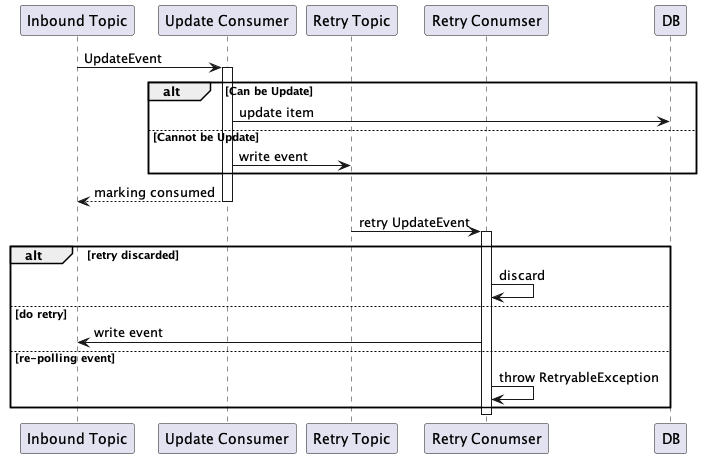 Inbound Topic Update Consumer Retry Topic Retry Conumser DB
UpdateEvent
alt [Can be Update]
update item
[Cannot be Update]
write event
marking consumed
retry UpdateEvent
alt [retry discarded]
discard
[do retry]
write event
[re-polling event]
throw RetryableException
Inbound Topic Update Consumer Retry Topic Retry Conumser DB